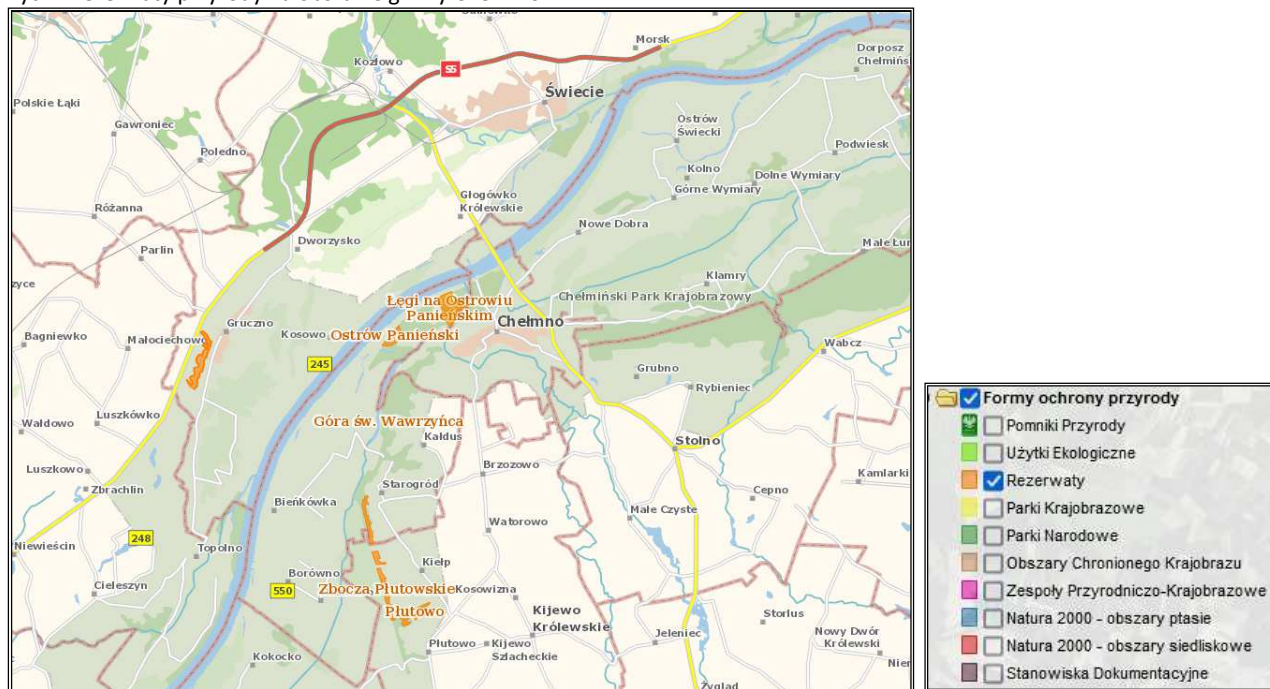 Morsk
Dorposz
Chełmiń
Kozłowo
S5
Świecie
Polskie Łąki
Gawroniec
Poledno
Ostrów
Świecki
Podwiesk
Kolno
Dolne Wymiary
Górne Wymiary
Głogówko
Królewskie
Różanna
Nowe Dobra
Dworzysko
Parlin
Małe Łun
Klamry
Chełmiński Park Krajobrazowy
Łęgi na Ostrowiu
Panieńskim
Chełmno
Gruczno
Kosowo
Ostrów Panieński
Bagniewko
Małociechowo
Wabcz
245
Grubno
Rybieniec
Luszkówko
Wałdowo
Góra św. Wawrzyńca
Kałdus
Stolno
Luszkowo
Brzozowo
Kamlarki
Zbrachlin
Starogród
Cepno
Bieńkówka
Małe Czyste
Watorowo
248
Niewieścin
Topolno
Kiełp
Borówno
Cieleszyn
550
Zbocza Płutowskie
Kosowizna
Płutowo
Kijewo
Królewskie
Storlus
Jeleniec
Nowy Dwór
Królewski
Płutowo
Kijewo
Szlacheckie
Kokocko
Formy ochrony przyrody
Pomniki Przyrody
Użytki Ekologiczne
Rezerwaty
Parki Krajobrazowe
Parki Narodowe
Obszary Chronionego Krajobrazu
Zespoły Przyrodniczo-Krajobrazowe
Natura 2000 - obszary ptasie
Natura 2000 - obszary siedliskowe
Stanowiska Dokumentacyjne